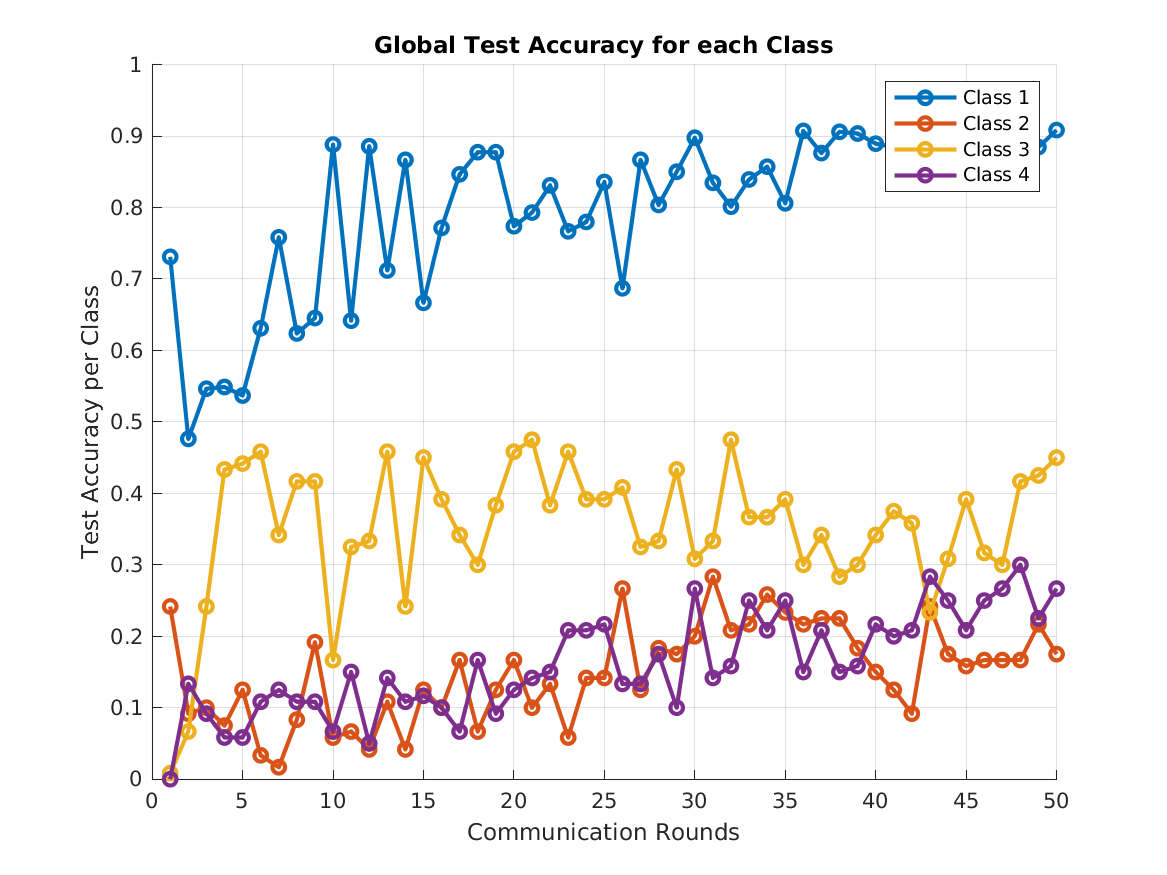 Global Test Accuracy for each Class
Test Accuracy per Class
1
0.9
0.8
0.7
0.6
0.5
0.4
0.3
0.2
0.1
0
Class 1
Class 2
Class 3
Class 4
0 5 10 15 20 25 30 35 40 45 50
Communication Rounds